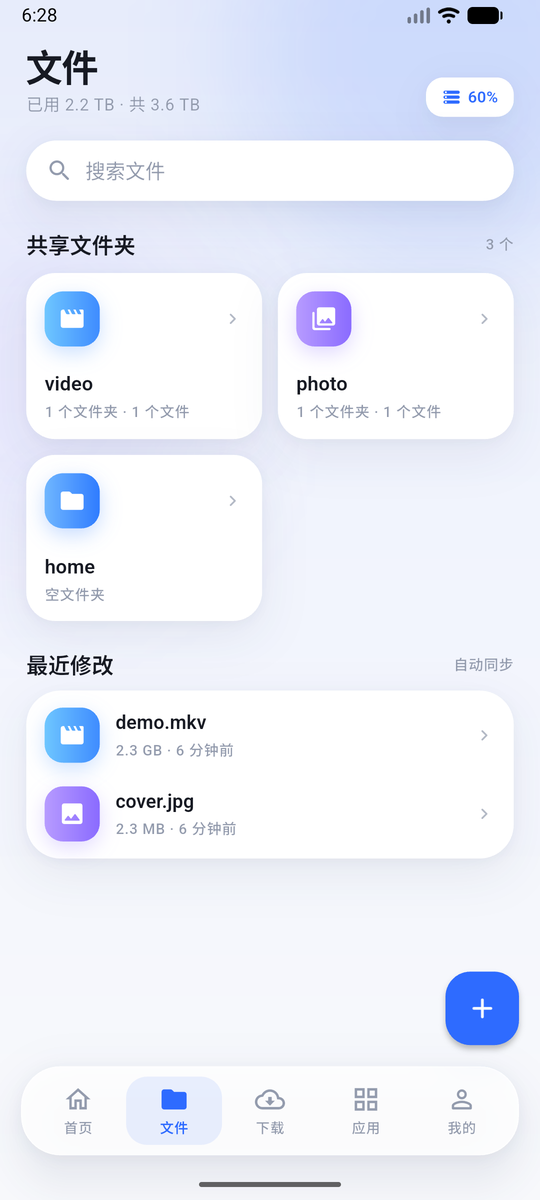 6:28
文件
已用 2.2 TB · 共 3.6 TB
60%
搜索文件
共享文件夹
3 个
video
1 个文件夹 · 1 个文件
photo
1 个文件夹 · 1 个文件
home
空文件夹
最近修改
自动同步
demo.mkv
2.3 GB · 6 分钟前
cover.jpg
2.3 MB · 6 分钟前
首页
文件
下载
应用
我的